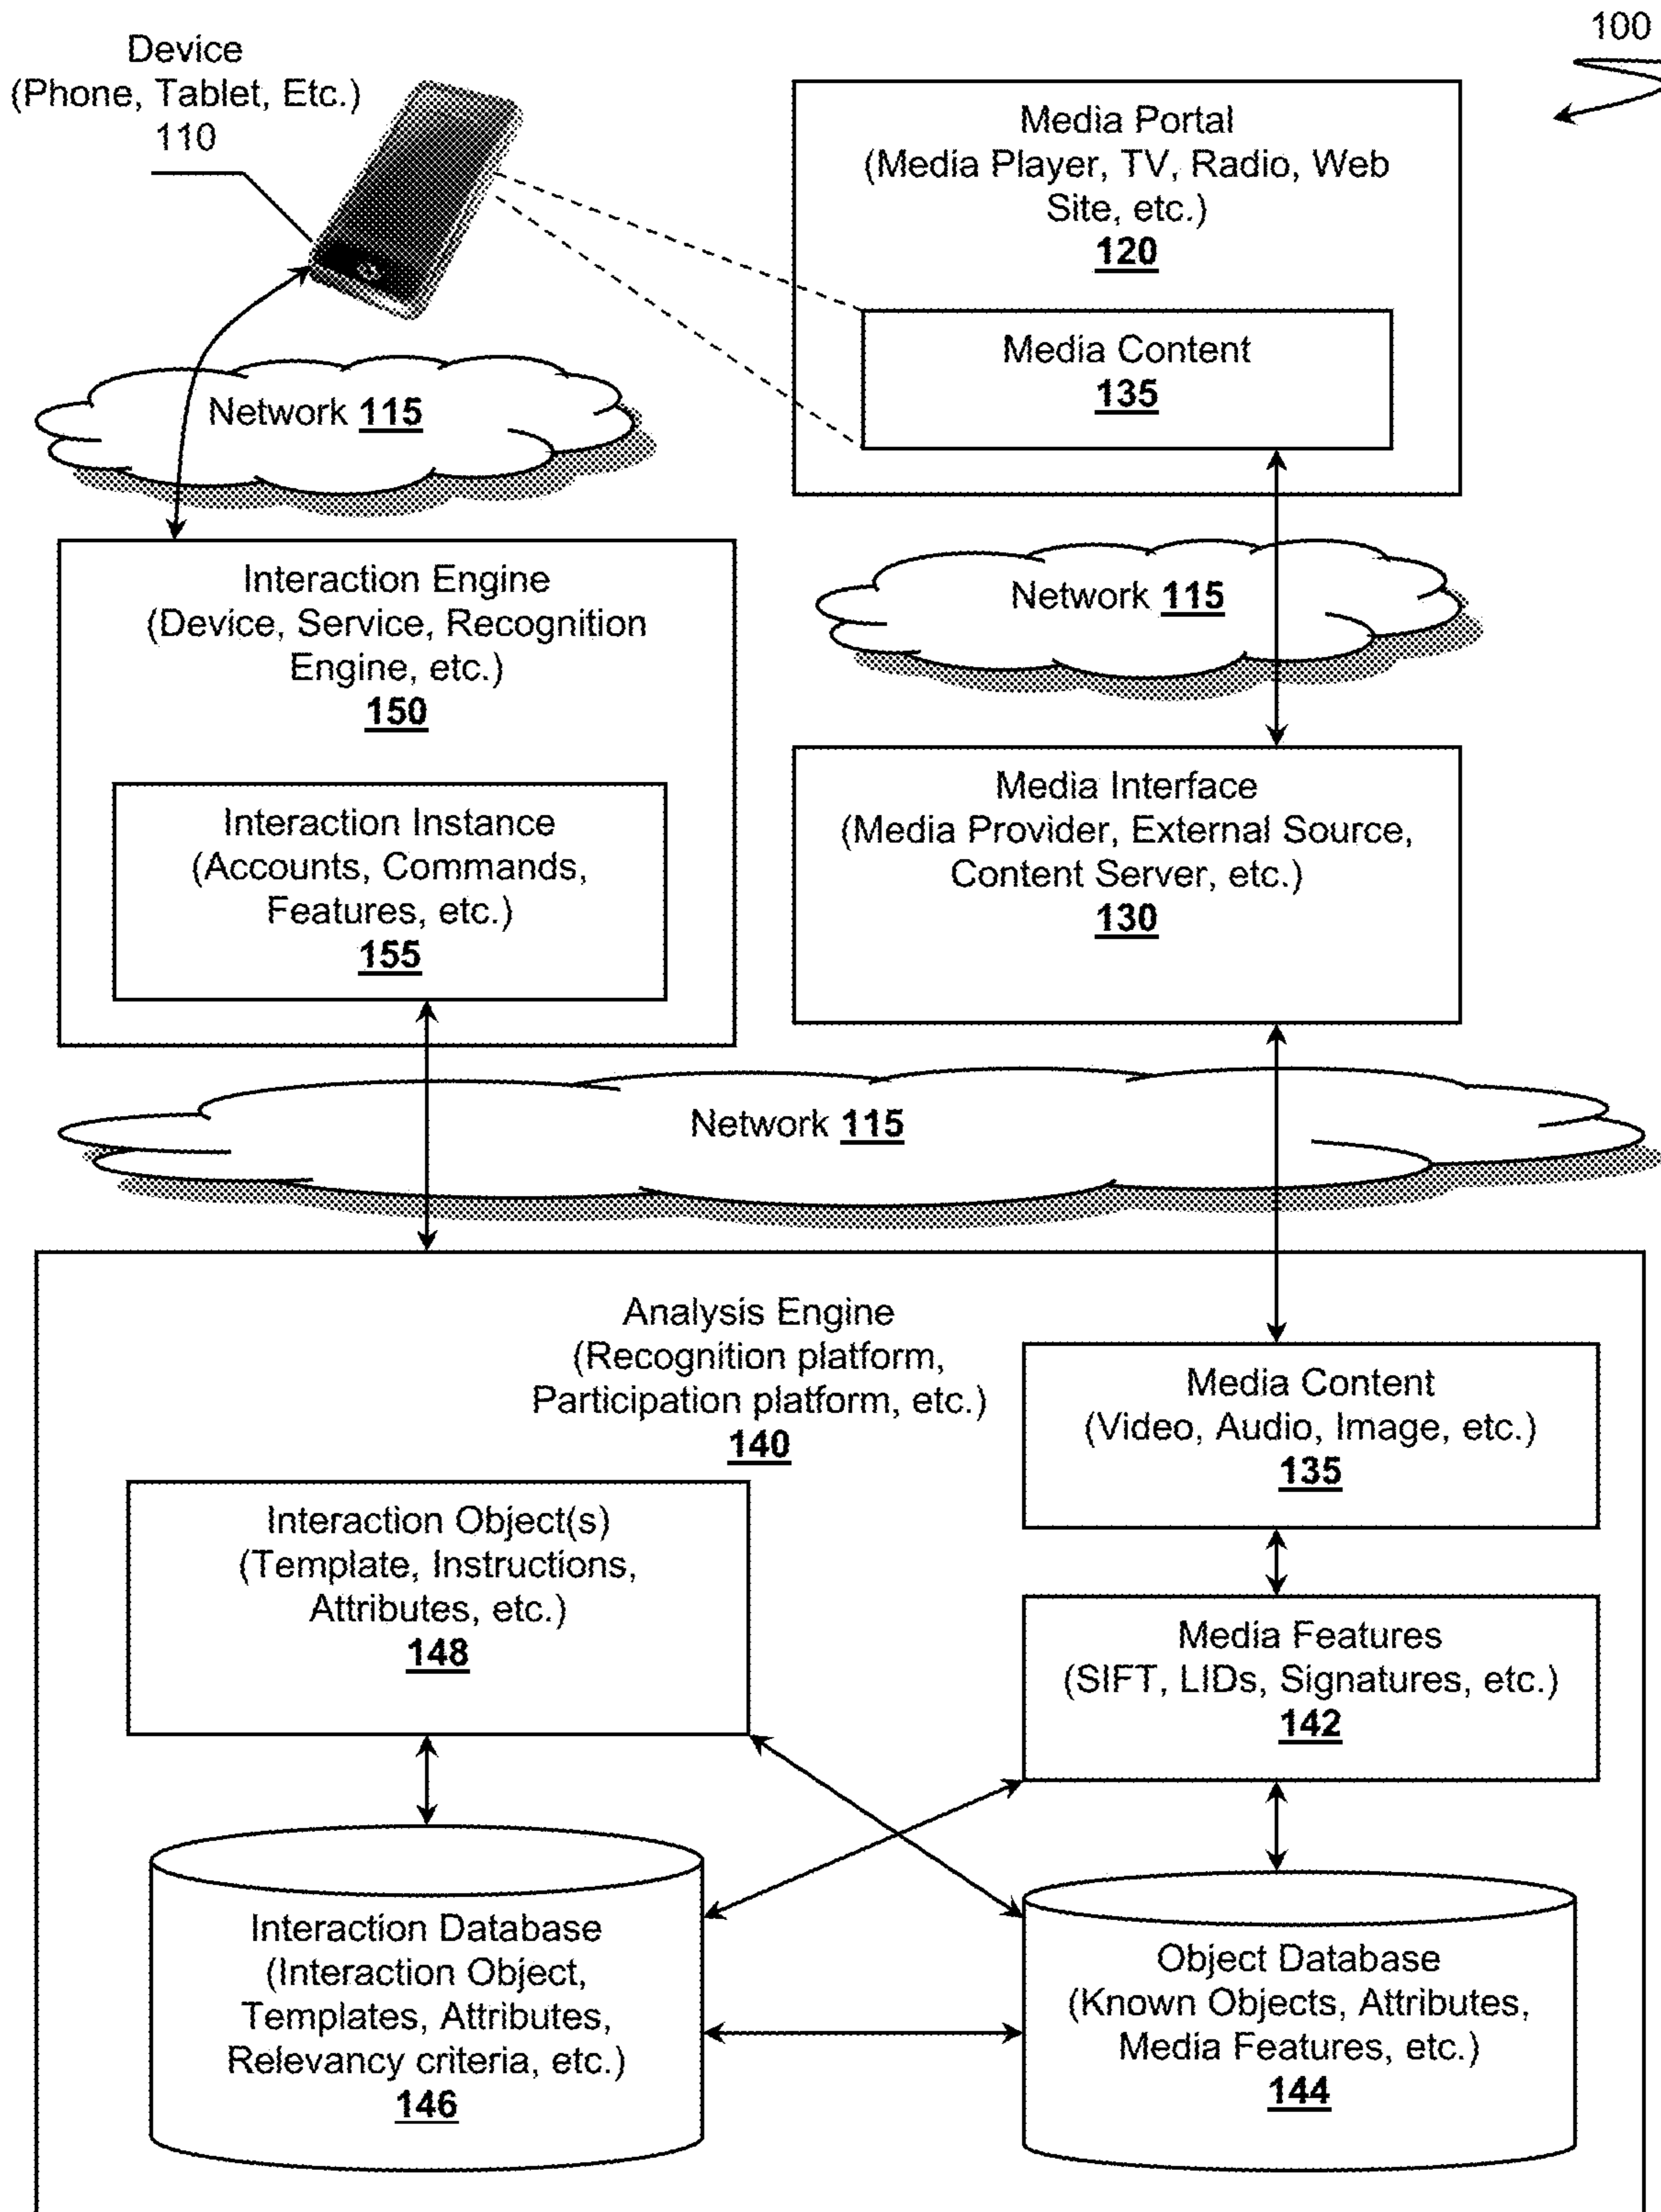 100
Device
(Phone, Tablet, Etc.)
110
Media Portal
(Media Player, TV, Radio, Web
Site, etc.)
120
Media Content
135
Network 115
Interaction Engine
(Device, Service, Recognition
Engine, etc.)
150
Network 115
Interaction Instance
(Accounts, Commands,
Features, etc.)
155
Media Interface
(Media Provider, External Source,
Content Server, etc.)
130
Network 115
Analysis Engine
(Recognition platform,
Participation platform, etc.)
140
Media Content
(Video, Audio, Image, etc.)
135
Interaction Object(s)
(Template, Instructions,
Attributes, etc.)
148
Media Features
(SIFT, LIDs, Signatures, etc.)
142
Interaction Database
(Interaction Object,
Templates, Attributes,
Relevancy criteria, etc.)
146
Object Database
(Known Objects, Attributes,
Media Features, etc.)
144